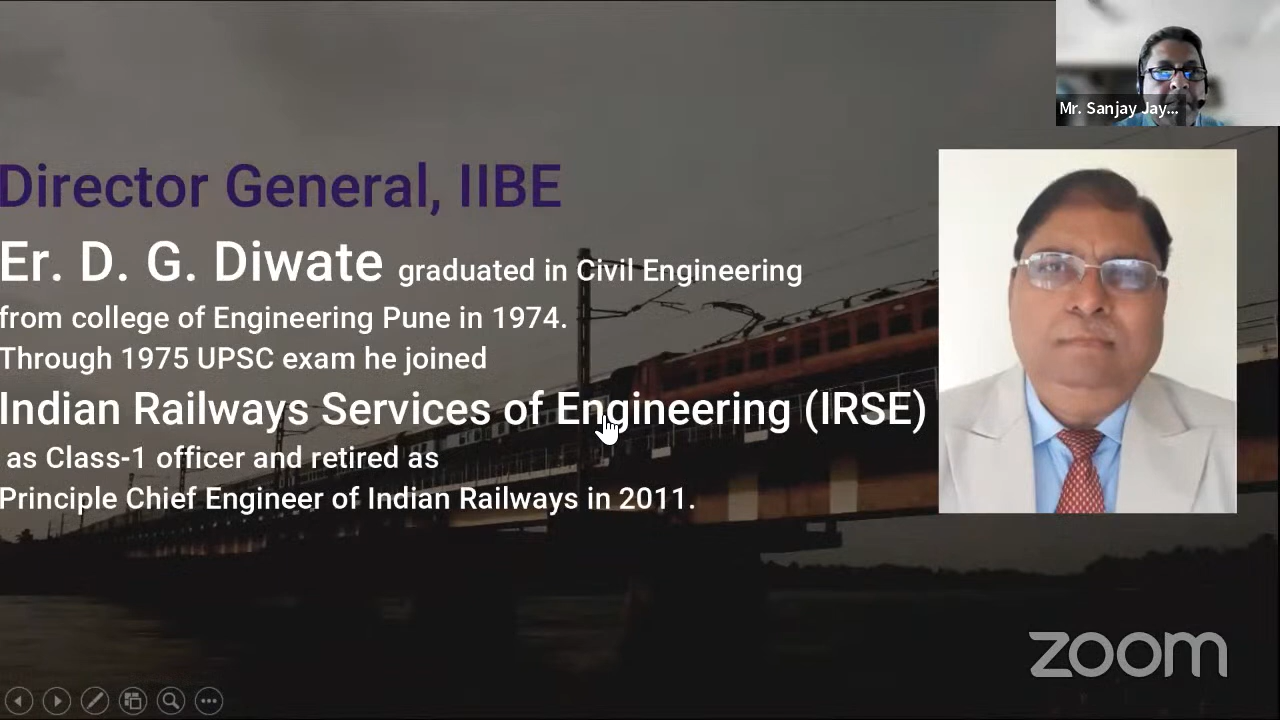 Mr. Sanjay Jay...
Director General, IIBE
Er. D. G. Diwate graduated in Civil Engineering
from college of Engineering Pune in 1974.
Through 1975 UPSC exam he joined
Indian Railways Services of Engineering (IRSE)
as Class-1 officer and retired as
Principle Chief Engineer of Indian Railways in 2011.
zoom